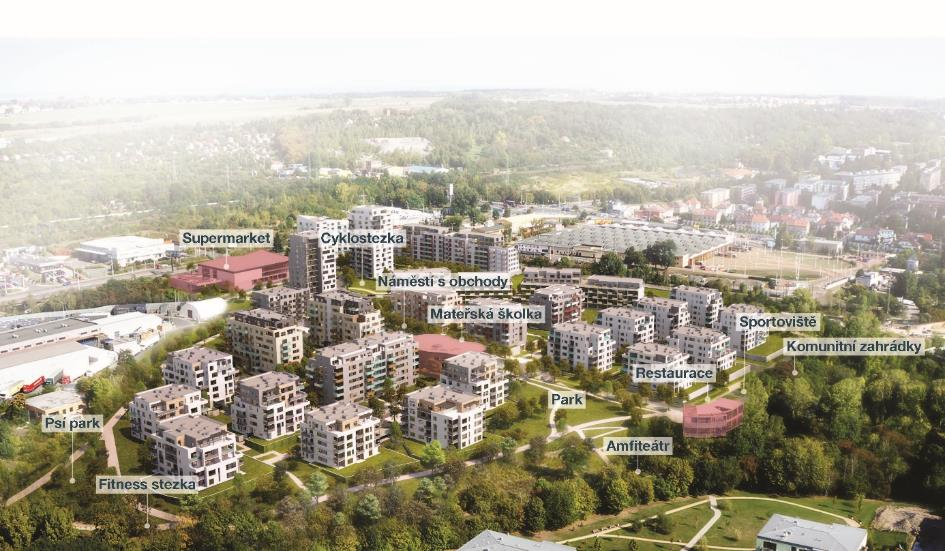 Supermarket
Cyklostezka
Náměstí s obchody
Mateřská školka
Sportoviště
Komunitní zahrádky
Restaurace
Park
Psí park
Amfiteátr
Fitness stezka